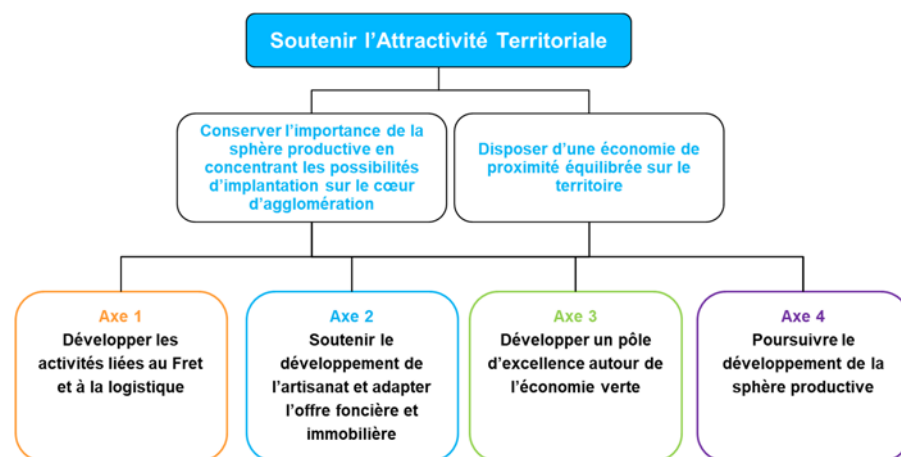 Soutenir l'Attractivité Territoriale
Conserver l'importance de la
sphère productive en
concentrant les possibilités
d'implantation sur le cœur
d'agglomération
Disposer d'une économie de
proximité équilibrée sur le
territoire
Axe 1
Développer les
activités liées au Fret
et à la logistique
Axe 2
Soutenir le
développement de
l'artisanat et adapter
l'offre foncière et
immobilière
Axe 3
Développer un pôle
d'excellence autour de
l'économie verte
Axe 4
Poursuivre le
développement de la
sphère productive